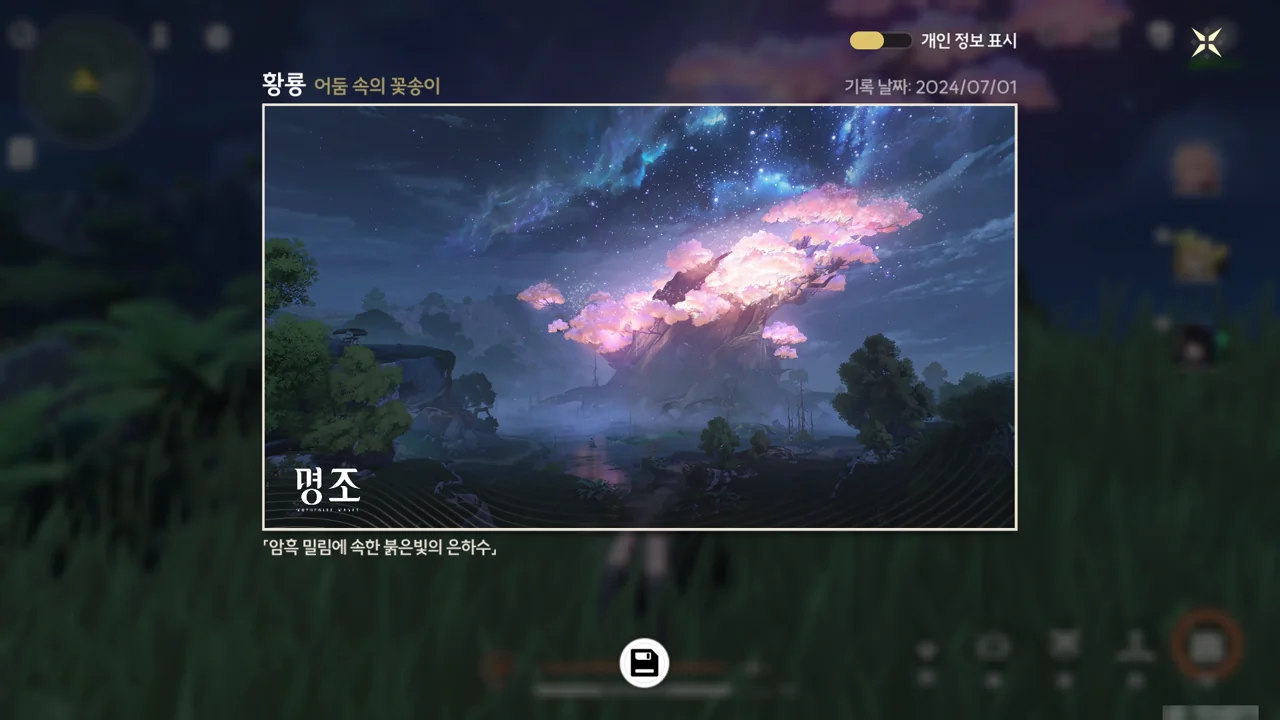 개인 정보 표시
황룡 어둠 속의 꽃송이
기록 날짜: 2024/07/01
명조
WUTHERING WAVES
「암흑 밀림에 속한 붉은빛의 은하수」